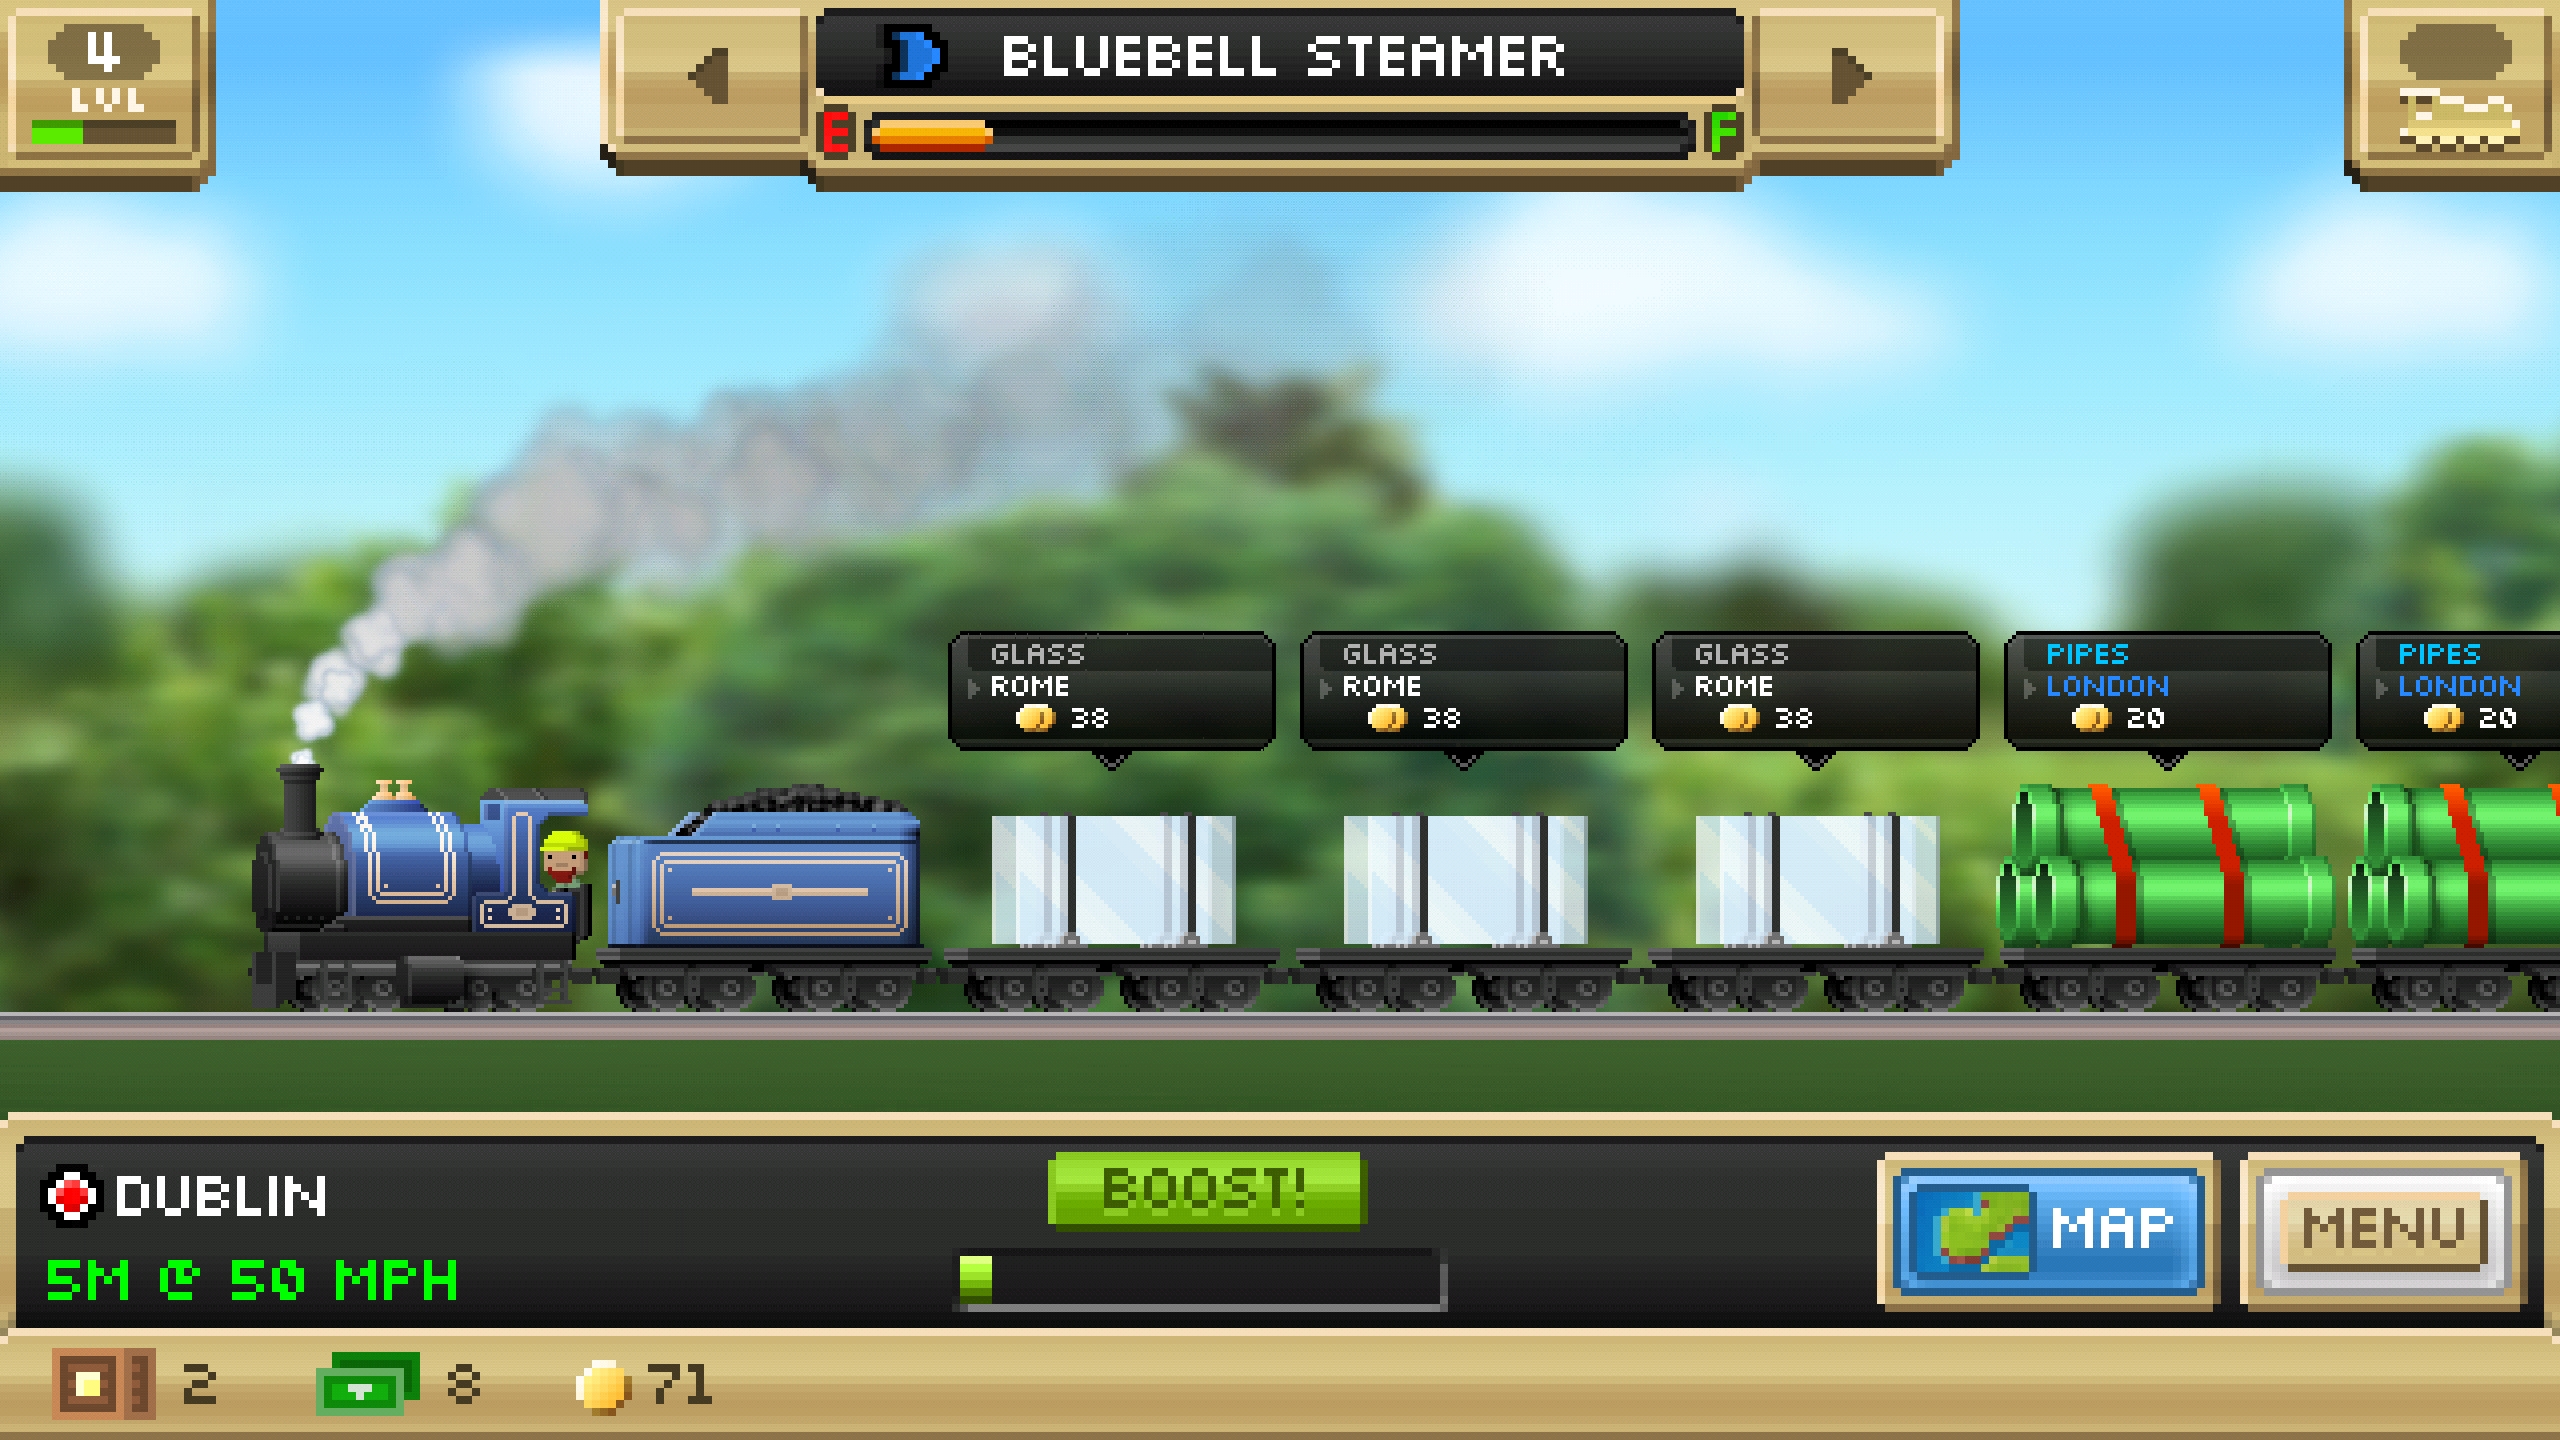 4
LVL
BLUEBELL STEAMER
E F
GLASS
ROME
38
GLASS
ROME
38
GLASS
ROME
38
PIPES
LONDON
20
PIPES
LONDON
20
DUBLIN
5M @ 50 MPH
BOOST!
MAP
MENU
2
8
71